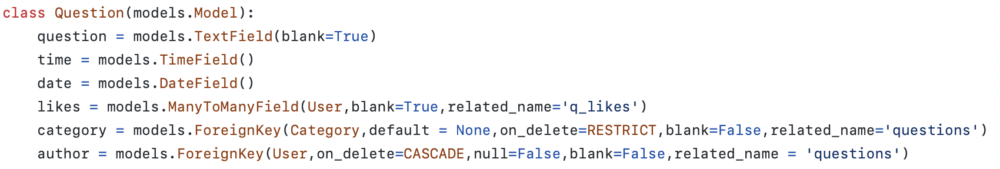 class Question(models.Model):
    question = models.TextField(blank=True)
    time = models.TimeField()
    date = models.DateField()
    likes = models.ManyToManyField(User,blank=True,related_name='q_likes')
    category = models.ForeignKey(Category,default = None,on_delete=RESTRICT,blank=False,related_name='questions')
    author = models.ForeignKey(User,on_delete=CASCADE,null=False,blank=False,related_name = 'questions')